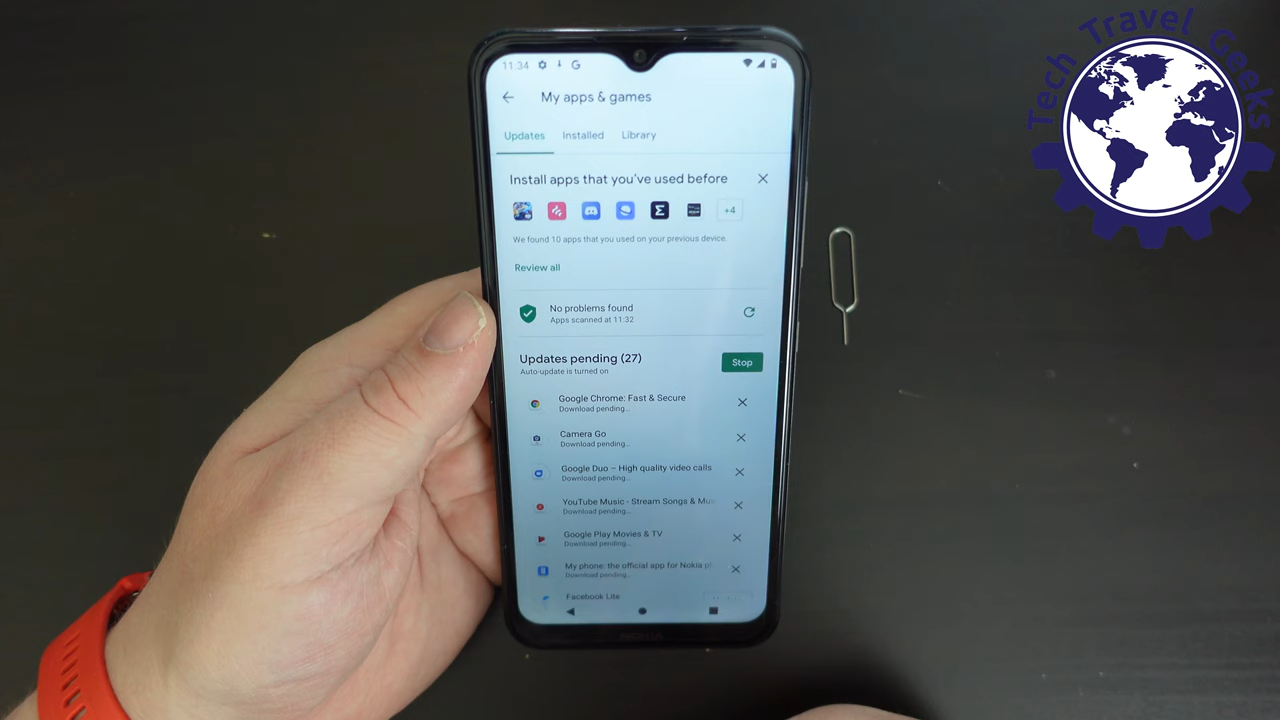 Tech Travel Geeks
11:34
My apps & games
Updates Installed Library
Install apps that you've used before
+4
We found 10 apps that you used on your previous device.
Review all
No problems found
Apps scanned at 11:32
Updates pending (27)
Stop
Auto-update is turned on
Google Chrome: Fast & Secure
Download pending...
Camera Go
Download pending...
Google Duo – High quality video calls
Download pending...
YouTube Music - Stream Songs & Mus
Download pending...
Google Play Movies & TV
Download pending...
My phone: the official app for Nokia p
Download pending...
Facebook Lite
NOKIA